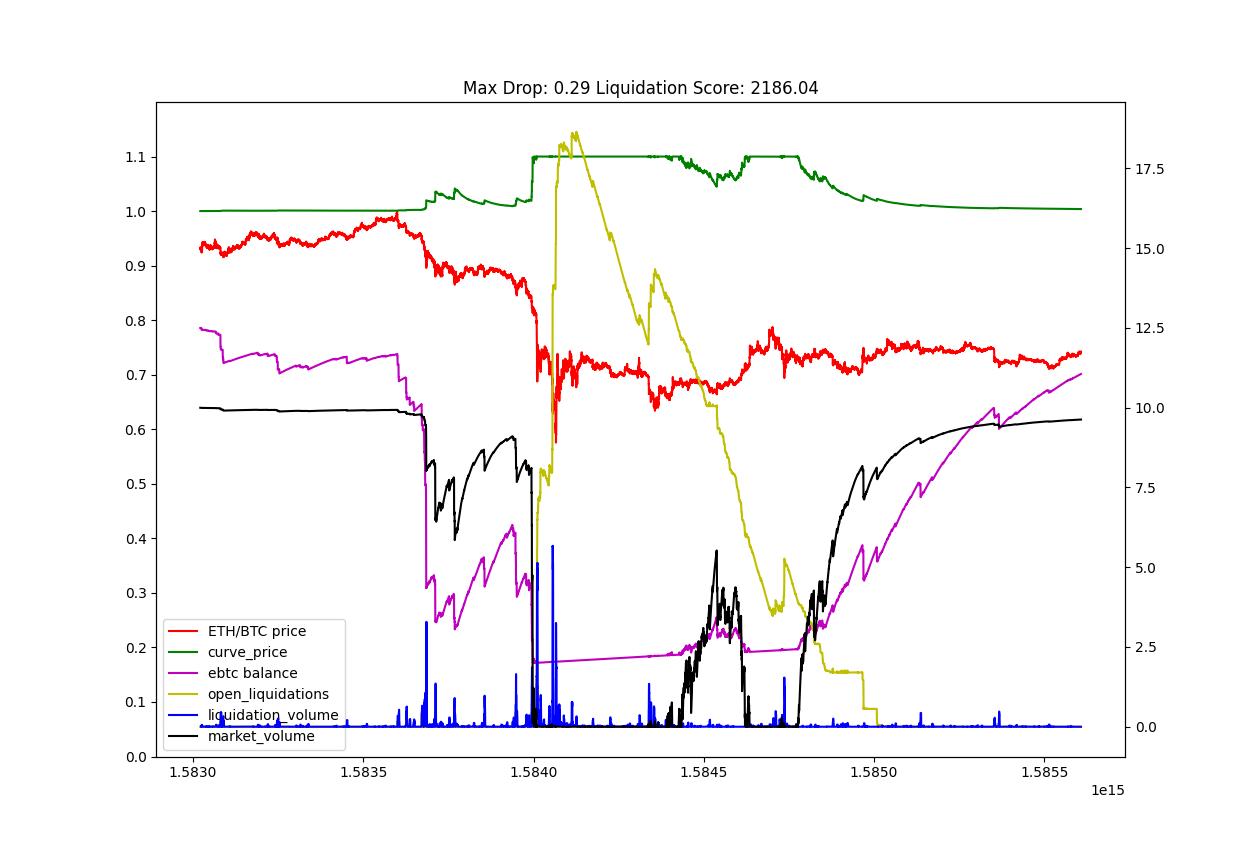 Max Drop: 0.29 Liquidation Score: 2186.04
1.1
1.0
0.9
0.8
0.7
0.6
0.5
0.4
0.3
0.2
0.1
0.0
17.5
15.0
12.5
10.0
7.5
5.0
2.5
0.0
ETH/BTC price
curve_price
ebtc balance
open_liquidations
liquidation_volume
market_volume
1.5830 1.5835 1.5840 1.5845 1.5850 1.5855
1e15